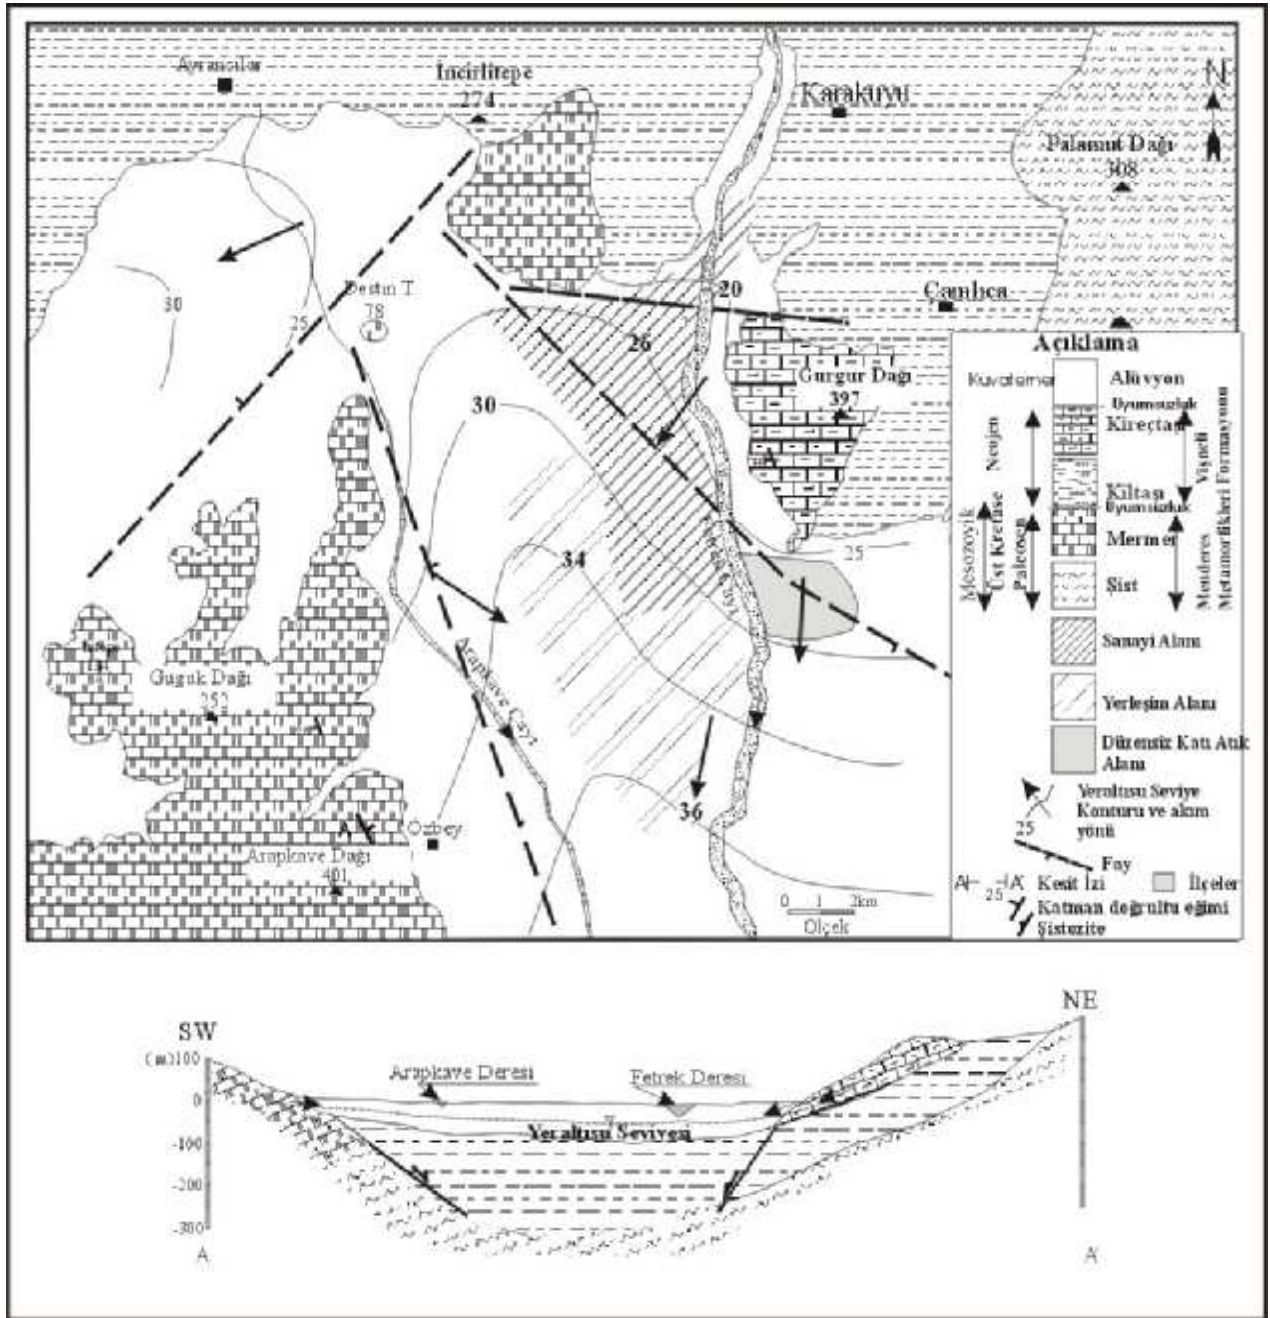 Ayrancılar
İncirlitepe
274
Karakuyu
N
Palamut Dağı
308
30
25
Destın T
78
20
Çamlıca
26
30
Gurgur Dağı
397
A
34
25
Guguk Dağı
252
Arapkave Çayı
36
A
Özbey
Arapkave Dağı
401
0 1 2km
Ölçek
Açıklama
Kuvaterner
Alüvyon
Uyumsuzluk
Kireçtaşı
Neojen
Vişneli
Kiltaşı
Uyumsuzluk
Mesozoyik
Üst Kretase
Paleosen
Mermer
Menderes
Metamorfikleri Formasyonu
Şist
Sanayi Alanı
Yerleşim Alanı
Düzensiz Katı Atık
Alanı
Yeraltısu Seviye
Konturu ve akım
yönü
25
Fay
A A' Kesit İzi
İlçeler
25
Katman doğrultu eğimi
Şistozite
SW
NE
(m)100
0
-100
-200
-300
Arapkave Deresi
Fetrek Deresi
Yeraltısu Seviyesi
A
A'